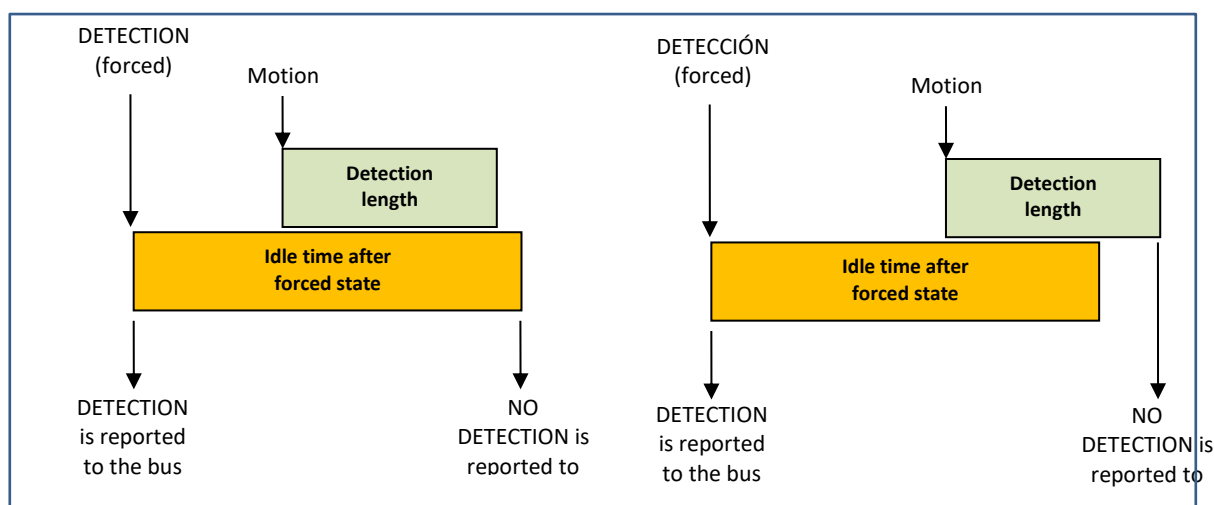 DETECTION
(forced)
Motion
Detection
length
Idle time after
forced state
DETECTION
is reported
to the bus
NO
DETECTION is
reported to
DETECCIÓN
(forced)
Motion
Detection
length
Idle time after
forced state
DETECTION
is reported
to the bus
NO
DETECTION is
reported to